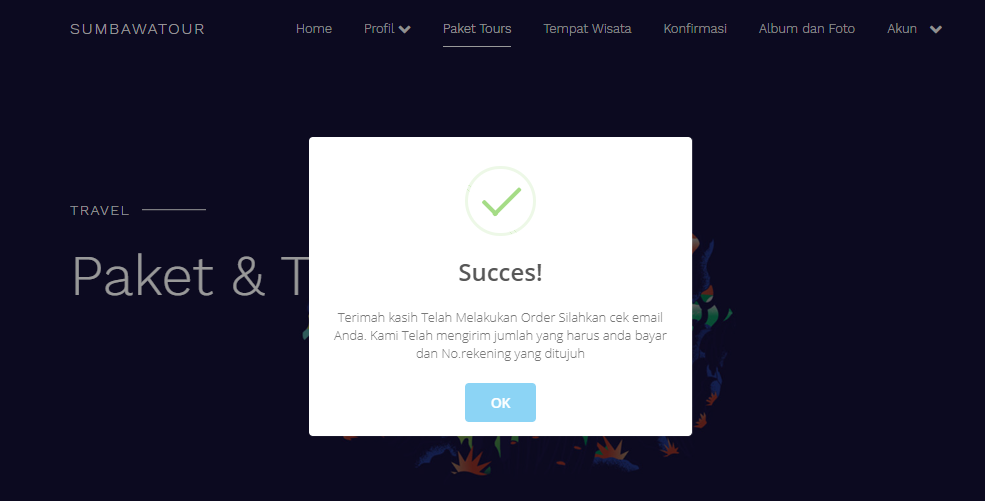 SUMBAWATOUR Home Profil Paket Tours Tempat Wisata Konfirmasi Album dan Foto Akun
TRAVEL
Paket & T
Succes!
Terimah kasih Telah Melakukan Order Silahkan cek email
Anda. Kami Telah mengirim jumlah yang harus anda bayar
dan No.rekening yang ditujuh
OK